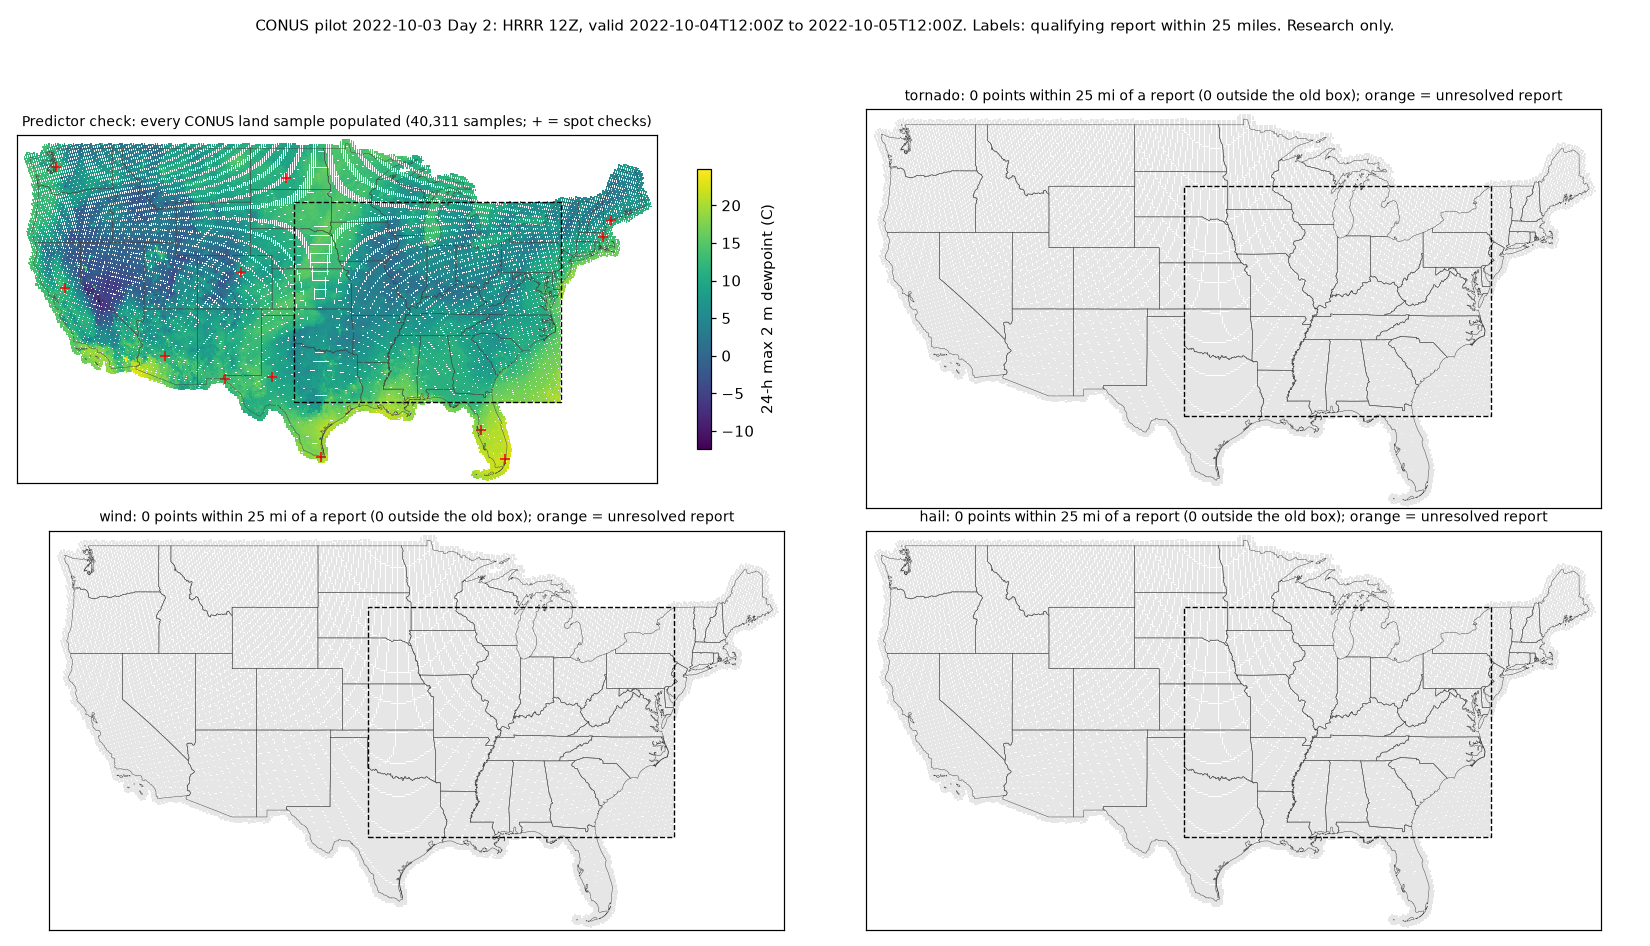 CONUS pilot 2022-10-03 Day 2: HRRR 12Z, valid 2022-10-04T12:00Z to 2022-10-05T12:00Z. Labels: qualifying report within 25 miles. Research only.
Predictor check: every CONUS land sample populated (40,311 samples; + = spot checks)
20
15
10
5
0
−5
−10
24-h max 2 m dewpoint (C)
tornado: 0 points within 25 mi of a report (0 outside the old box); orange = unresolved report
wind: 0 points within 25 mi of a report (0 outside the old box); orange = unresolved report
hail: 0 points within 25 mi of a report (0 outside the old box); orange = unresolved report